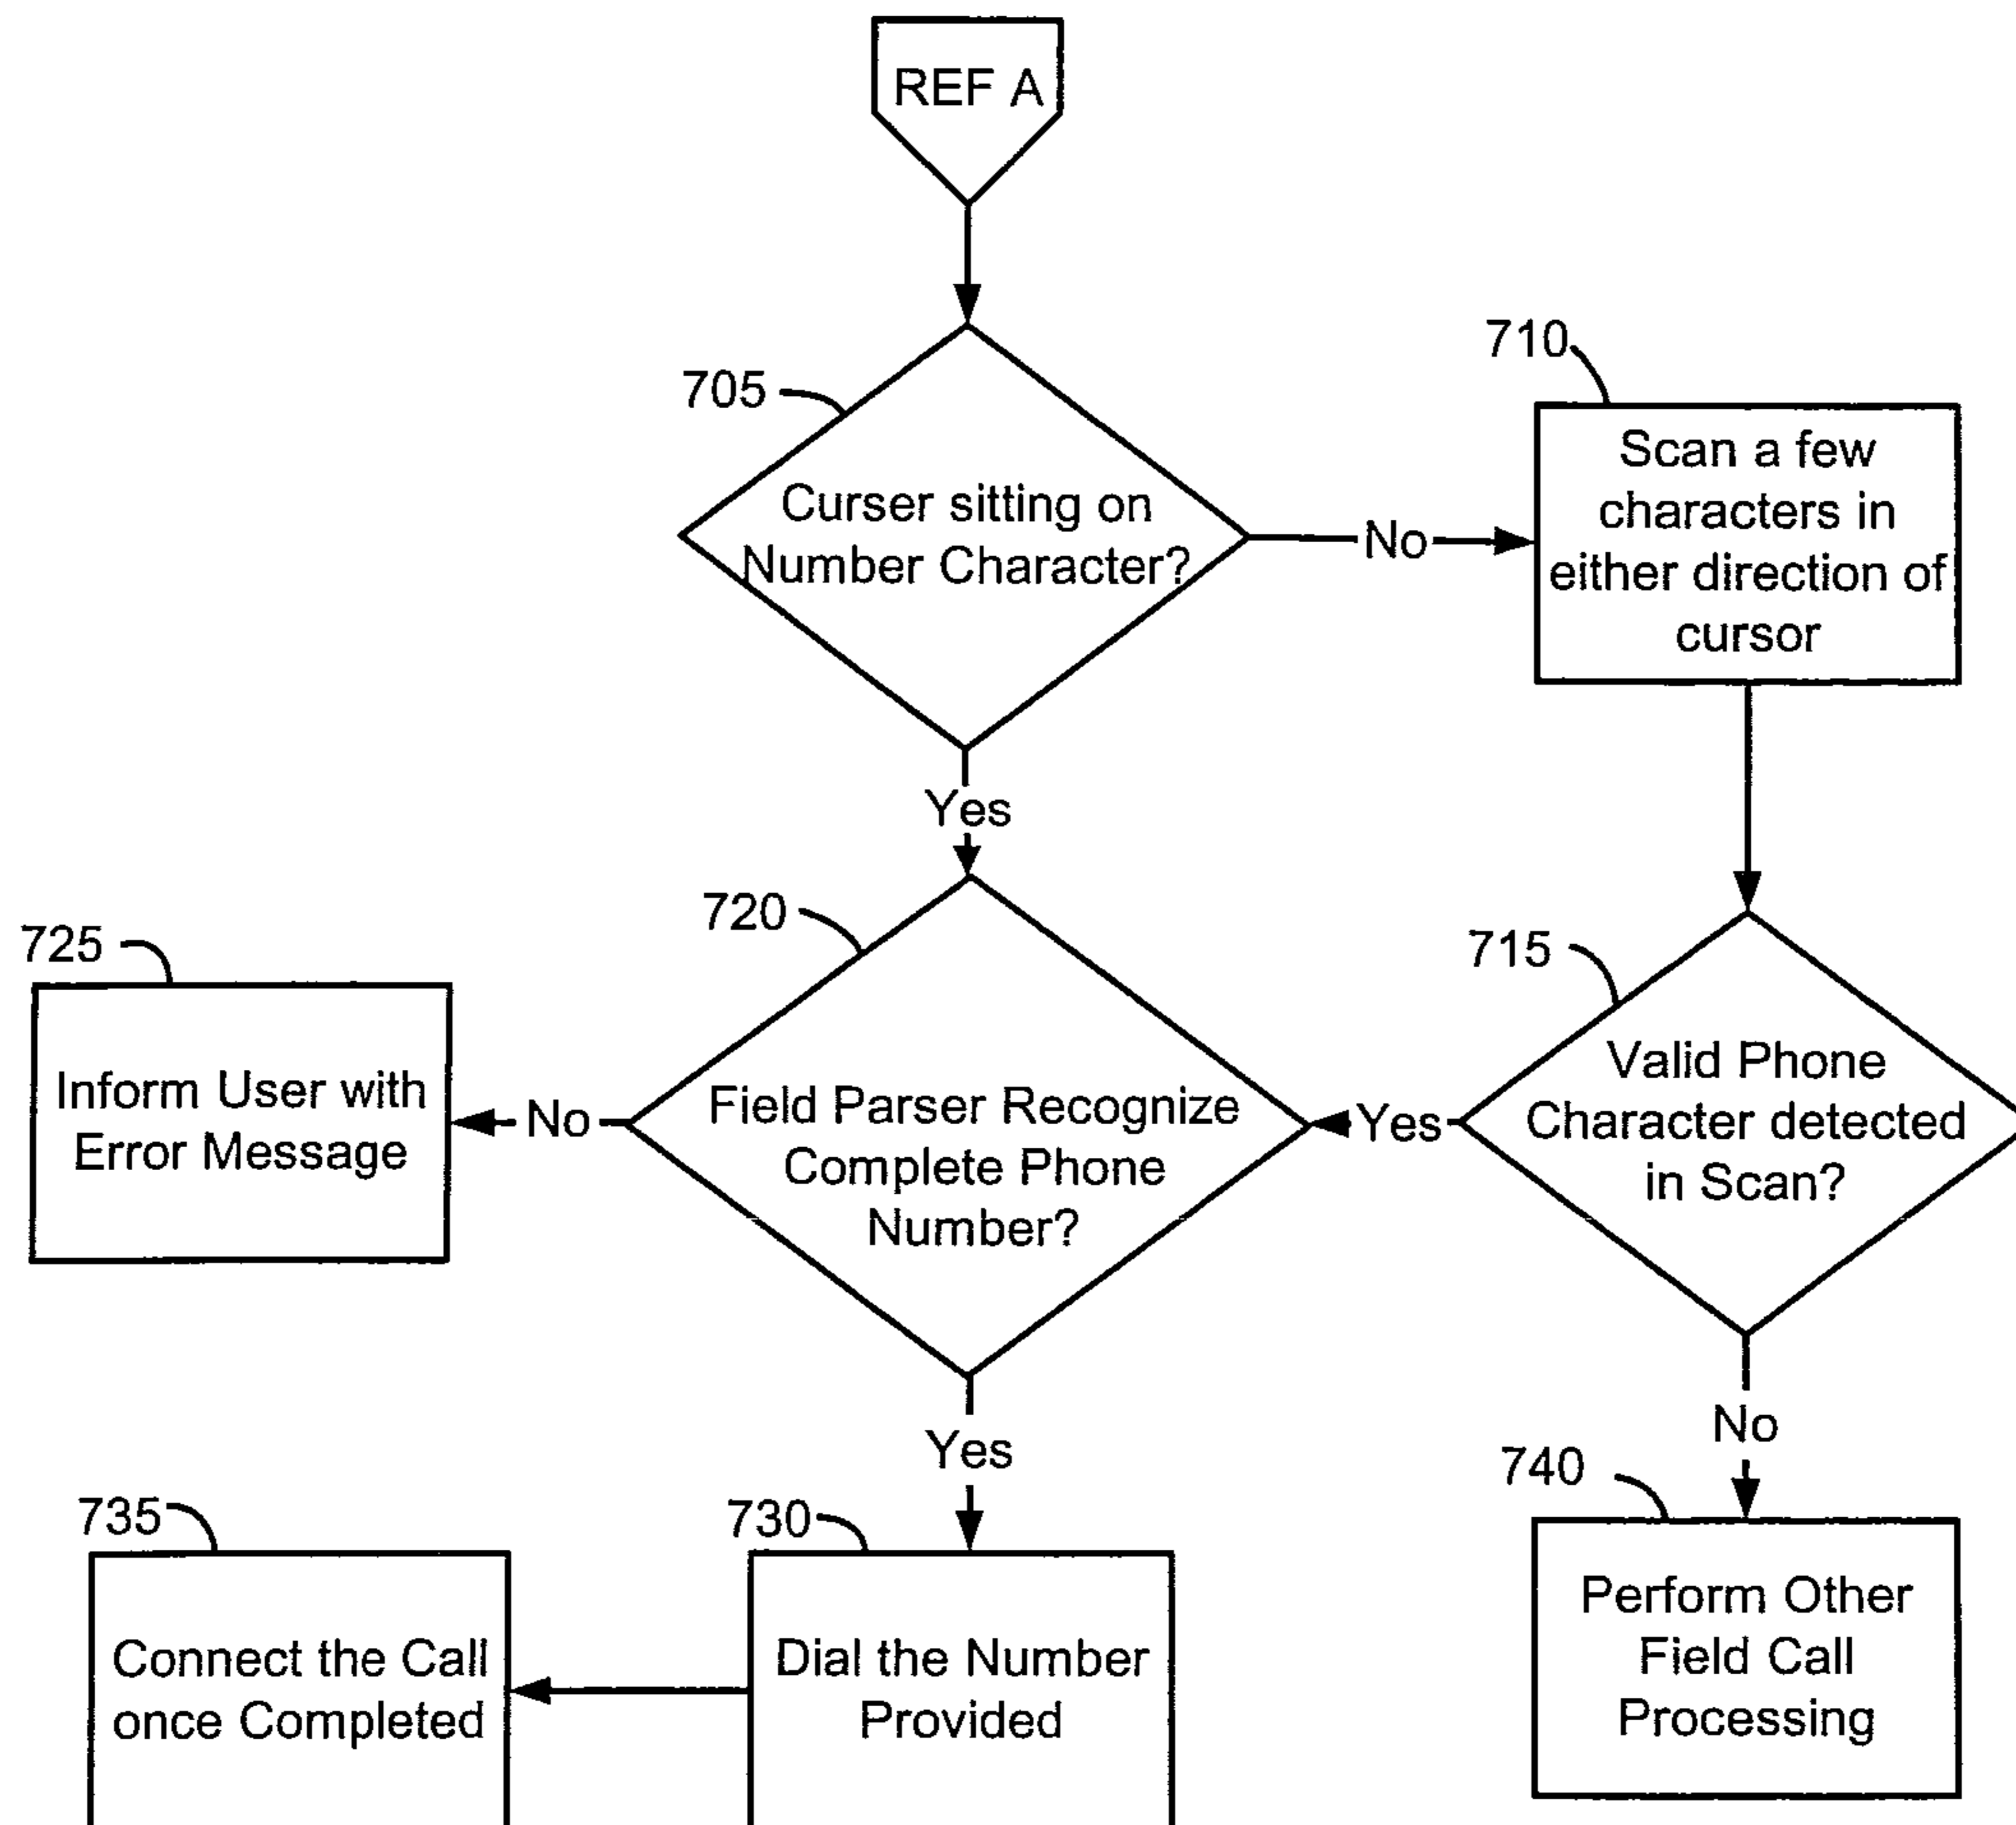 REF A
705
Curser sitting on
Number Character?
No
710
Scan a few
characters in
either direction of
cursor
Yes
720
Field Parser Recognize
Complete Phone
Number?
715
Valid Phone
Character detected
in Scan?
Yes
No
725
Inform User with
Error Message
Yes
No
730
Dial the Number
Provided
735
Connect the Call
once Completed
740
Perform Other
Field Call
Processing